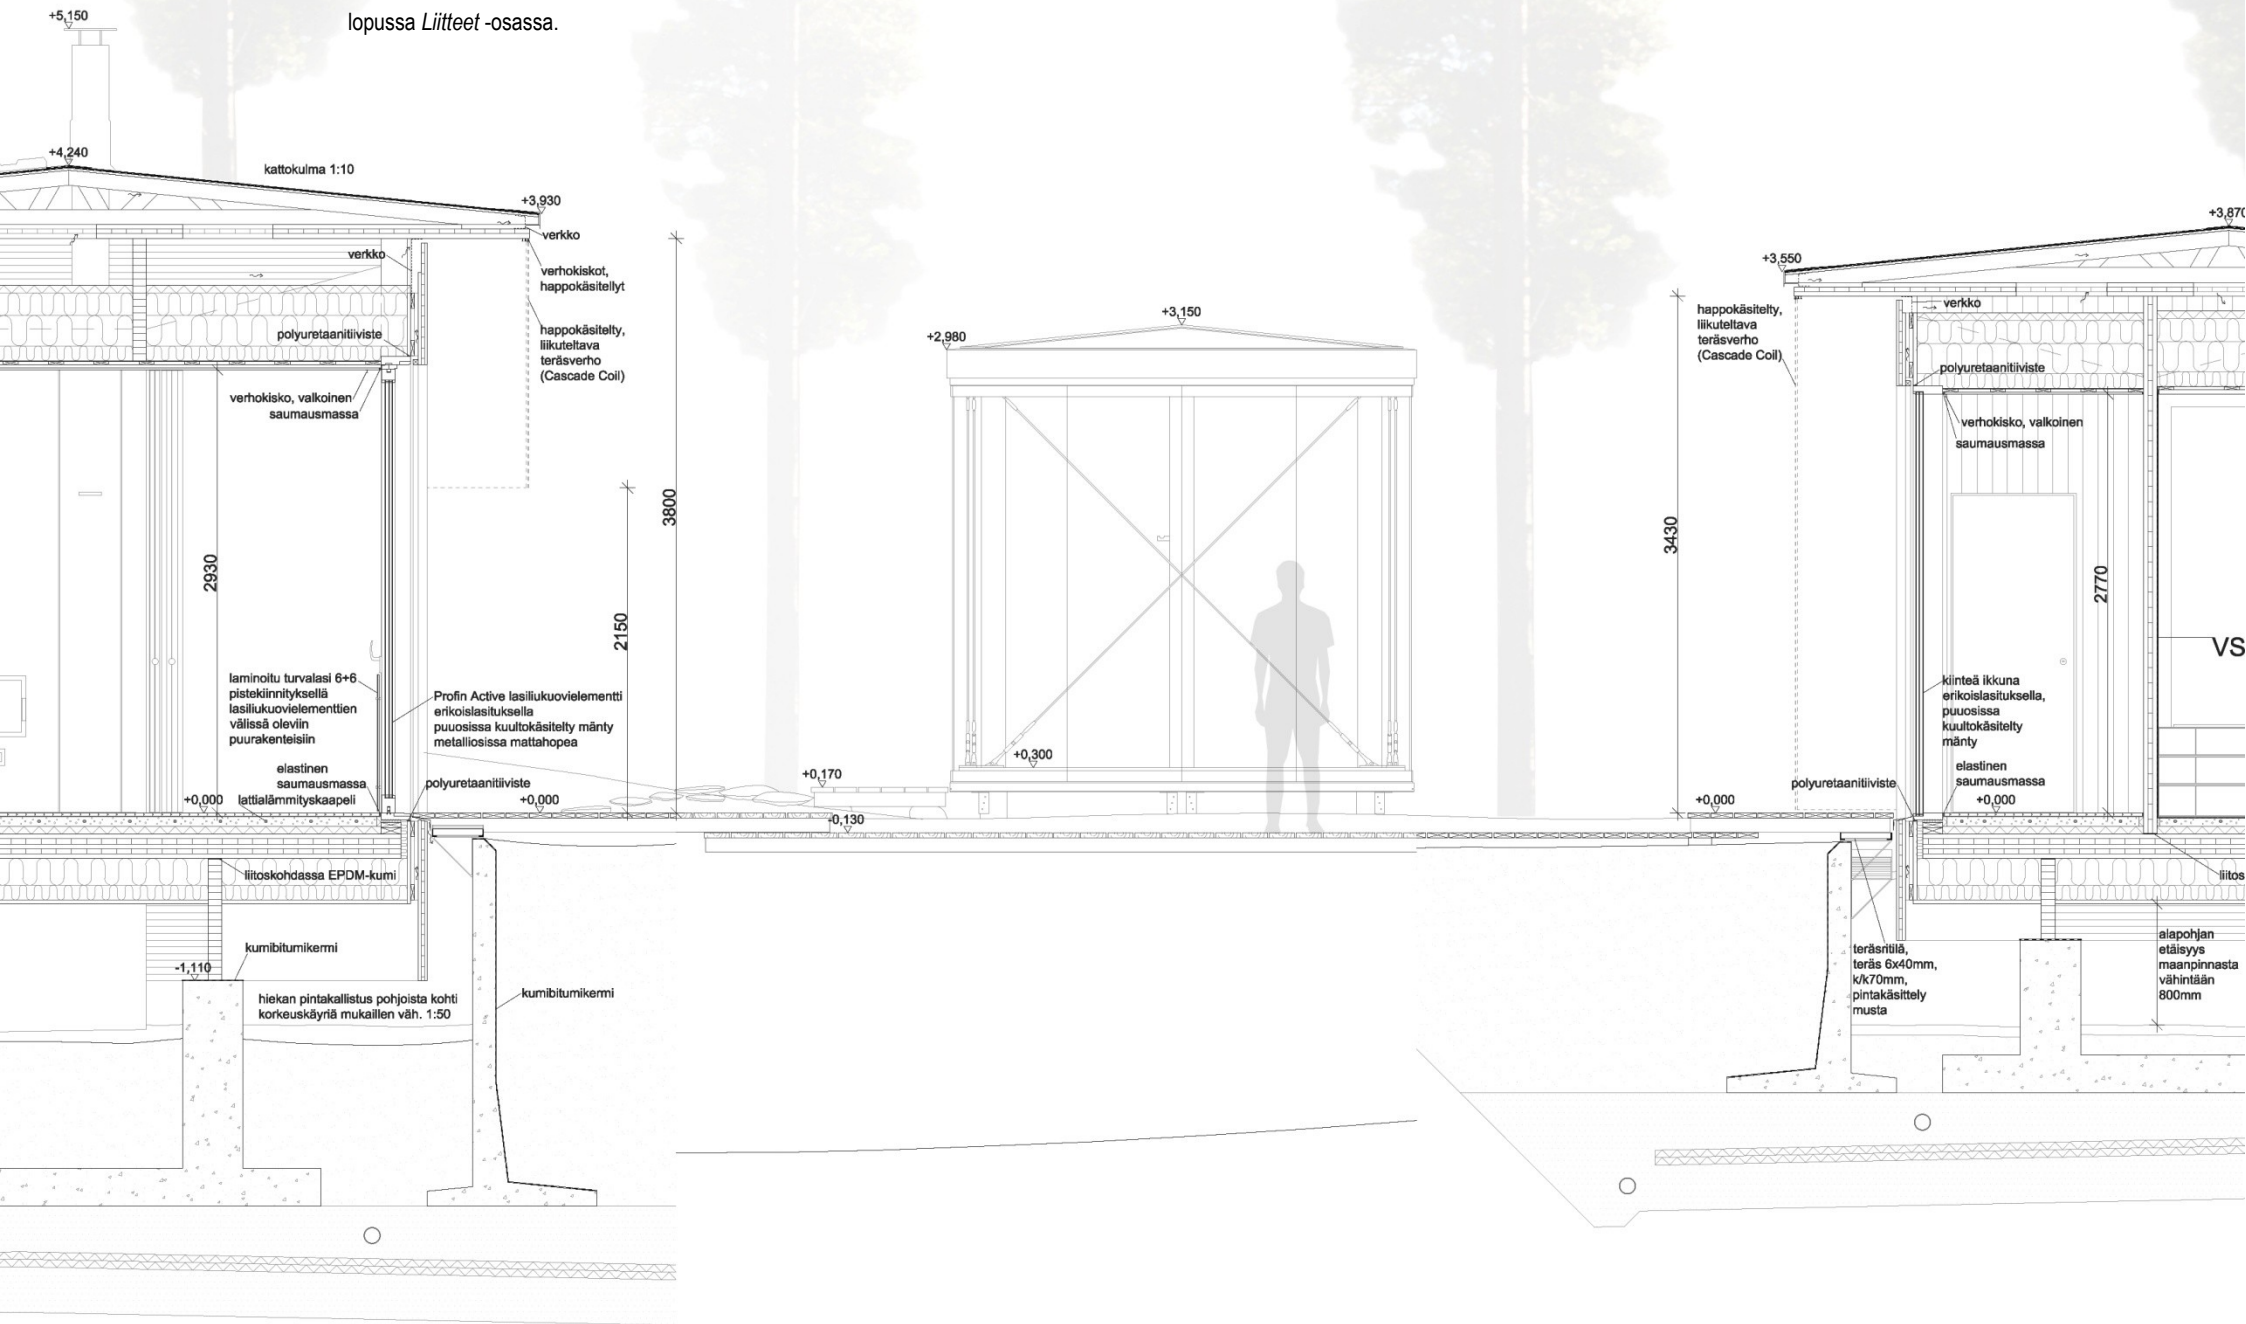 lopussa Liitteet -osassa.
+5,150
+4,240
kattokulma 1:10
+3,930
verkko
verkko
verhokiskot,
happokäsitellyt
polyuretaanitiiviste
happokäsitelty,
liikuteltava
teräsverho
(Cascade Coil)
verhokisko, valkoinen
saumausmassa
2930
3800
2150
laminoitu turvalasi 6+6
pistekiinnityksellä
lasiliukuovielementtien
välissä oleviin
puurakenteisiin
Profin Active lasiliukuovielementti
erikoislasituksella
puuosissa kuultokäsitelty mänty
metalliosissa mattahopea
elastinen
saumausmassa
lattialämmityskaapeli
polyuretaanitiiviste
+0,000
+0,000
liitoskohdassa EPDM-kumi
kumibitumikermi
-1,110
hiekan pintakallistus pohjoista kohti
korkeuskäyriä mukaillen väh. 1:50
kumibitumikermi
+2,980
+3,150
+0,300
+0,170
-0,130
+3,870
+3,550
happokäsitelty,
liikuteltava
teräsverho
(Cascade Coil)
verkko
polyuretaanitiiviste
verhokisko, valkoinen
saumausmassa
3430
2770
VS
kiinteä ikkuna
erikoislasituksella,
puuosissa
kuultokäsitelty
mänty
elastinen
saumausmassa
polyuretaanitiiviste
+0,000
+0,000
liitos
teräsritilä,
teräs 6x40mm,
k/k70mm,
pintakäsittely
musta
alapohjan
etäisyys
maanpinnasta
vähintään
800mm